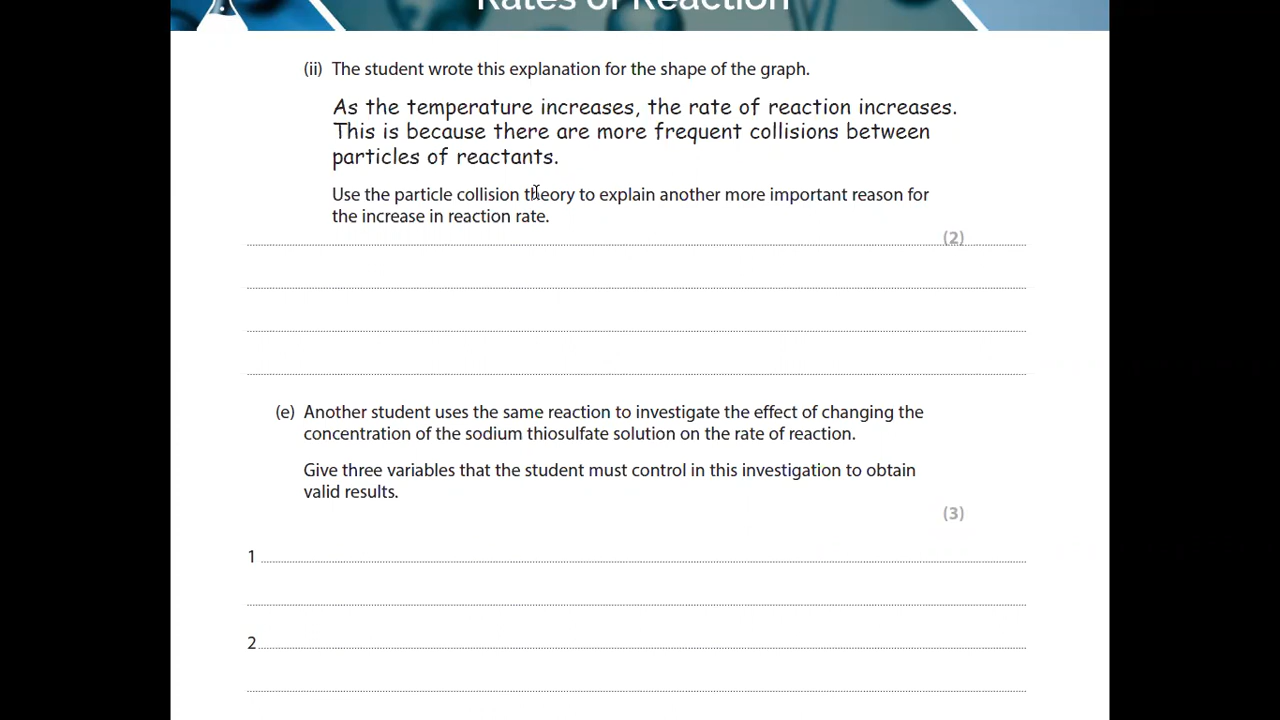 Rates of Reaction
(ii) The student wrote this explanation for the shape of the graph.
As the temperature increases, the rate of reaction increases.
This is because there are more frequent collisions between
particles of reactants.
Use the particle collision theory to explain another more important reason for
the increase in reaction rate.
(2)
(e) Another student uses the same reaction to investigate the effect of changing the
concentration of the sodium thiosulfate solution on the rate of reaction.
Give three variables that the student must control in this investigation to obtain
valid results.
(3)
1
2